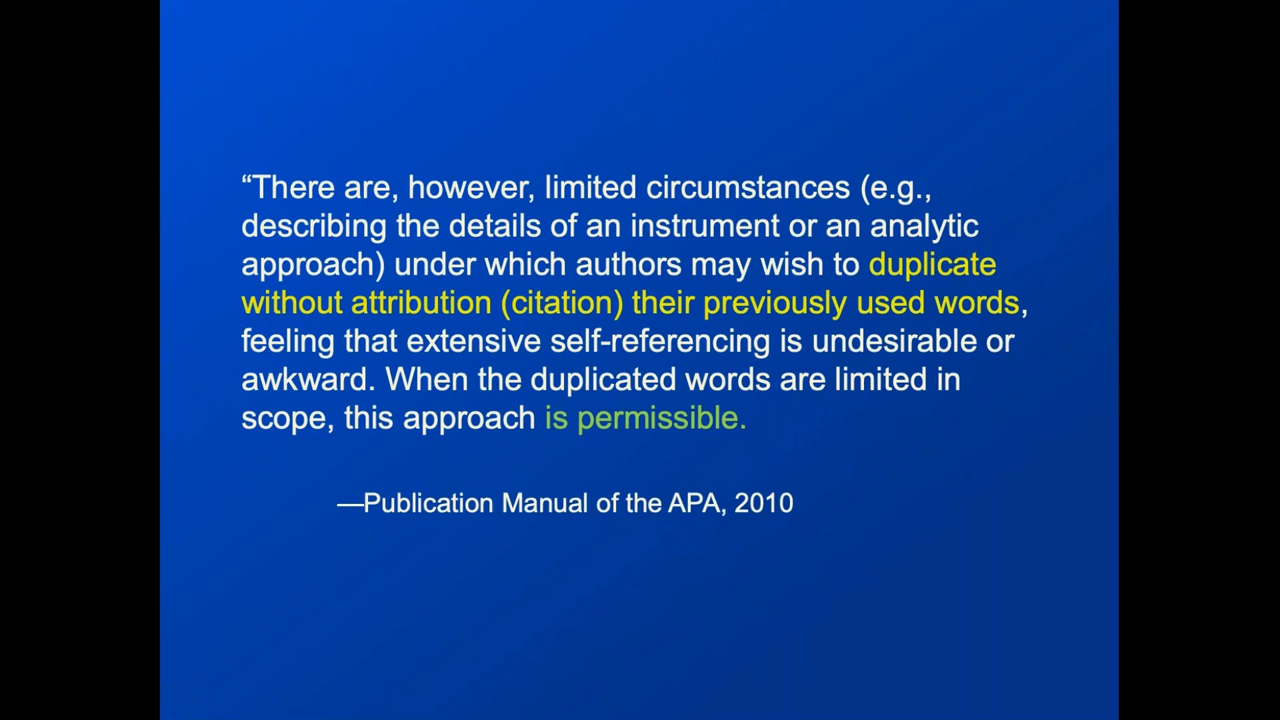 “There are, however, limited circumstances (e.g.,
describing the details of an instrument or an analytic
approach) under which authors may wish to duplicate
without attribution (citation) their previously used words,
feeling that extensive self-referencing is undesirable or
awkward. When the duplicated words are limited in
scope, this approach is permissible.
—Publication Manual of the APA, 2010